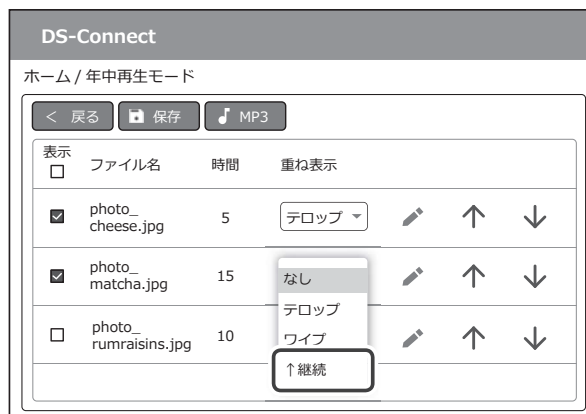 DS-Connect
ホーム / 年中再生モード
< 戻る 保存 MP3
表示 ファイル名 時間 重ね表示
photo_
cheese.jpg 5 テロップ
photo_
matcha.jpg 15 なし
テロップ
photo_
rumraisins.jpg 10 ワイプ
↑継続